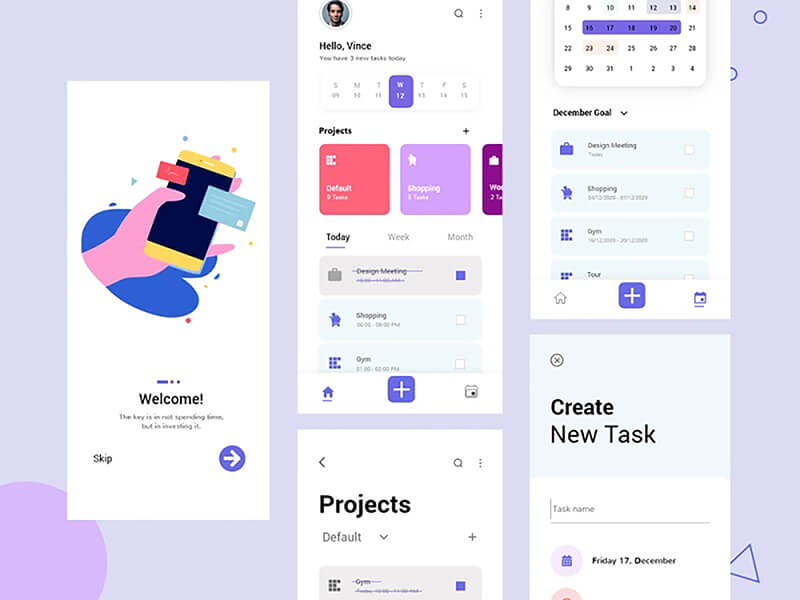 Welcome!
The key is in not spending time,
but in investing it.
Skip
Hello, Vince
You have 3 new tasks today
S M T W T F S
09 10 11 12 13 14 15
Projects
+
Default
9 Tasks
Shopping
5 Tasks
Wo
2 Ta
Today Week Month
Design Meeting
10:00 - 11:00 AM
Shopping
06:00 - 08:00 PM
Gym
01:00 - 02:00 PM
Projects
Default
+
Gym
Today, 10:00 - 11:00 AM
8 9 10 11 12 13 14
15 16 17 18 19 20 21
22 23 24 25 26 27 28
29 30 31 1 2 3 4
December Goal
Design Meeting
Today
Shopping
04/12/2020 - 07/12/2020
Gym
16/12/2020 - 20/12/2020
Tour
Create
New Task
Task name
Friday 17, December